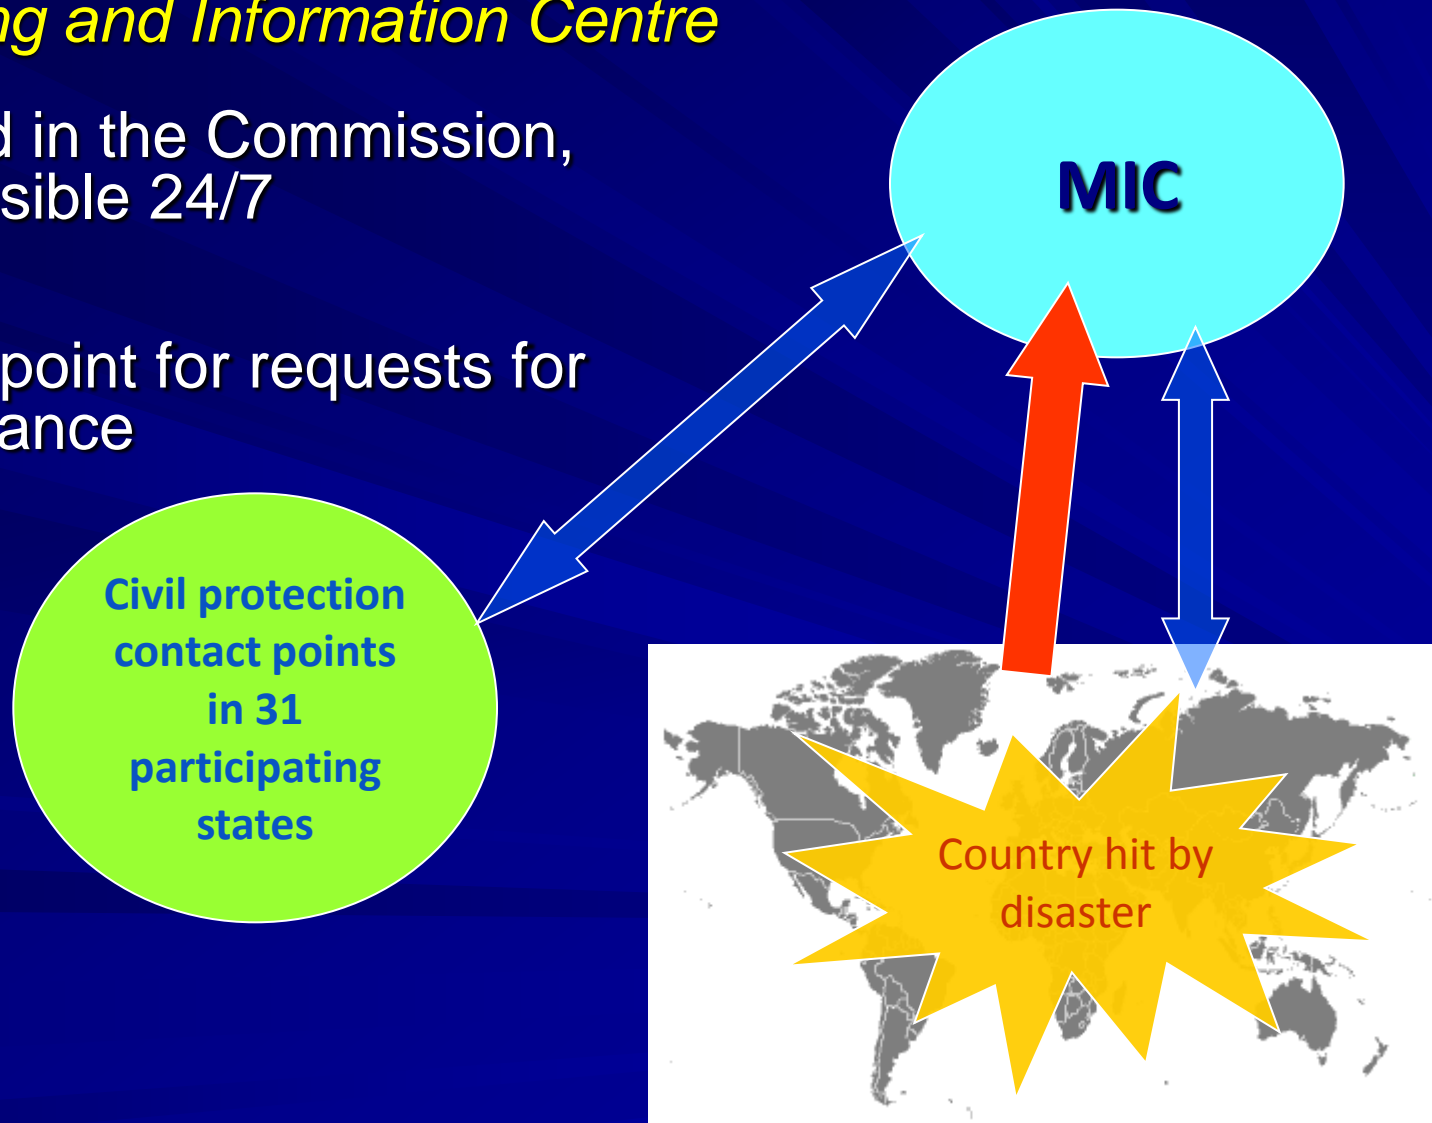 ng and Information Centre
d in the Commission,
sible 24/7
point for requests for
ance
MIC
Civil protection
contact points
in 31
participating
states
Country hit by
disaster